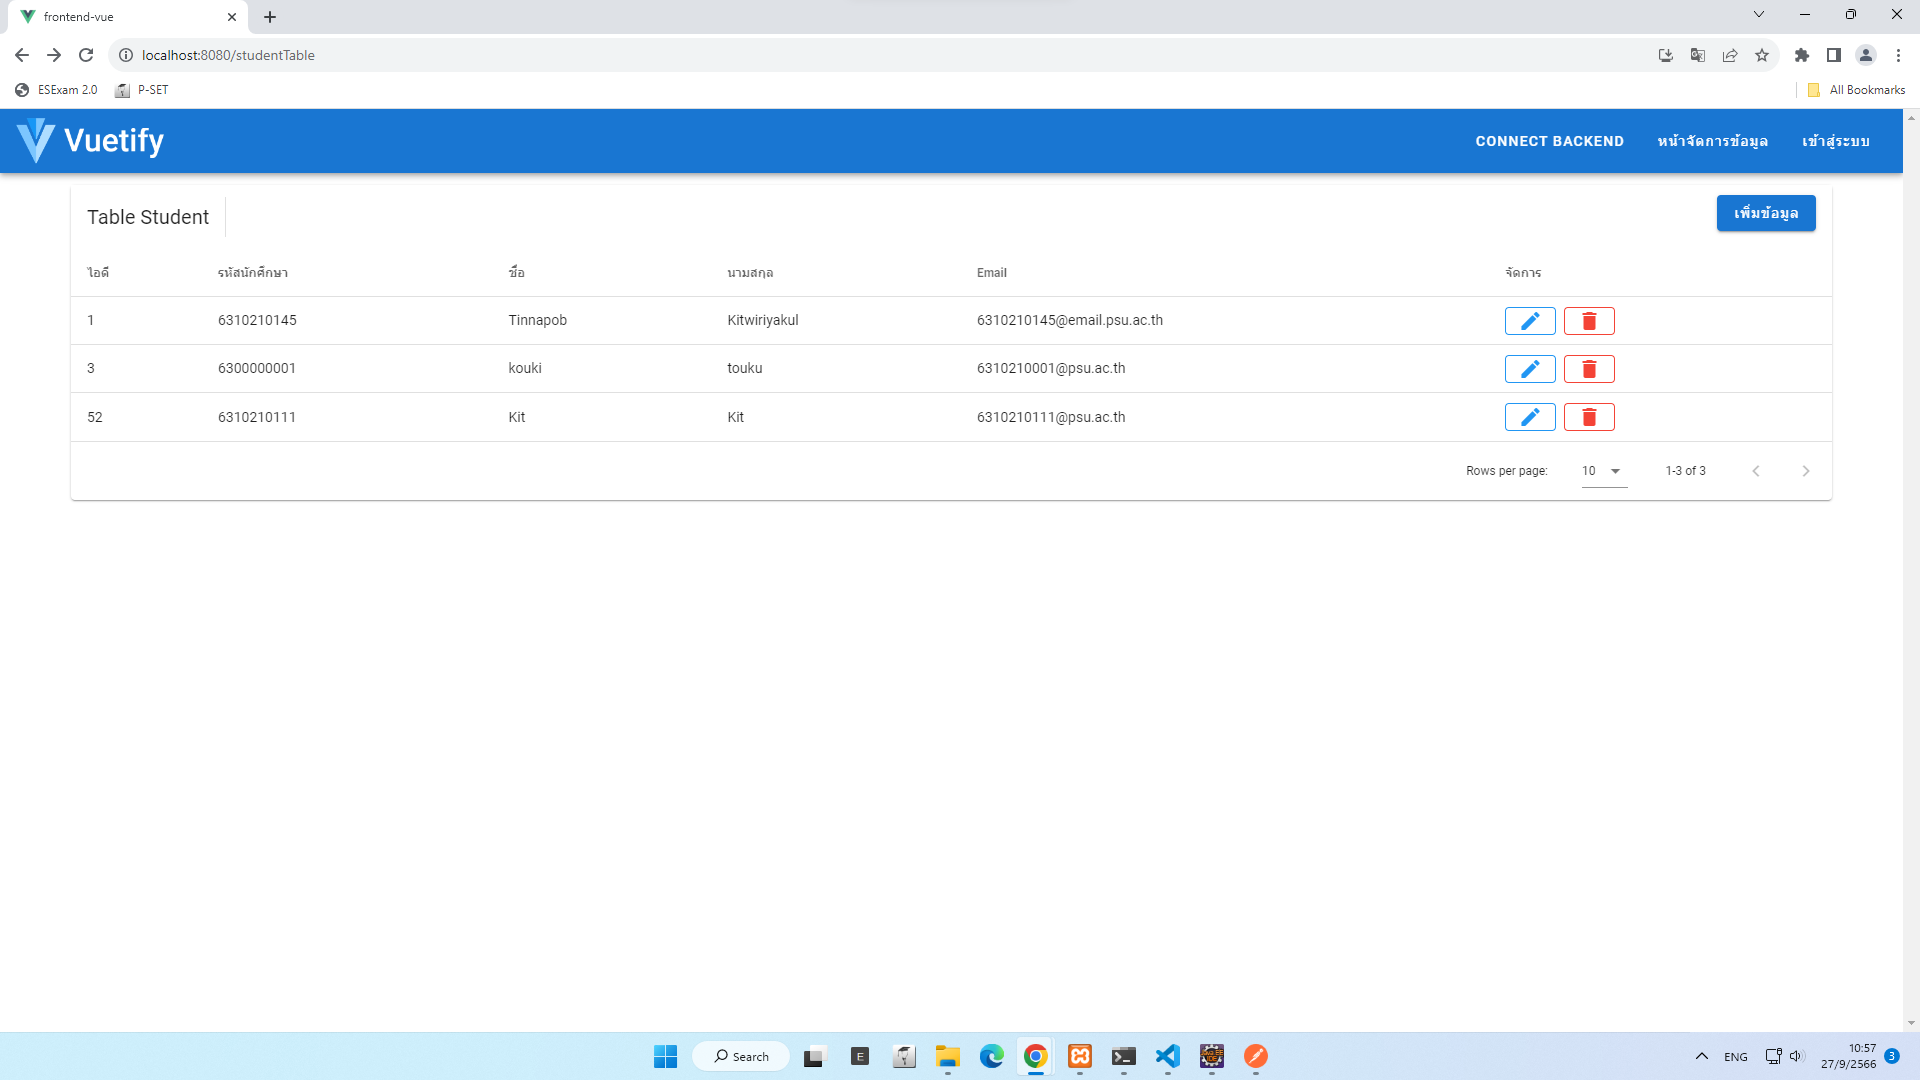 frontend-vue
localhost:8080/studentTable
ESExam 2.0 P-SET All Bookmarks
Vuetify CONNECT BACKEND หน้าจัดการข้อมูล เข้าสู่ระบบ
Table Student เพิ่มข้อมูล
ไอดี รหัสนักศึกษา ชื่อ นามสกุล Email จัดการ
1 6310210145 Tinnapob Kitwiriyakul 6310210145@email.psu.ac.th
3 6300000001 kouki touku 6310210001@psu.ac.th
52 6310210111 Kit Kit 6310210111@psu.ac.th
Rows per page: 10 1-3 of 3
Search E ENG 10:57 3
27/9/2566